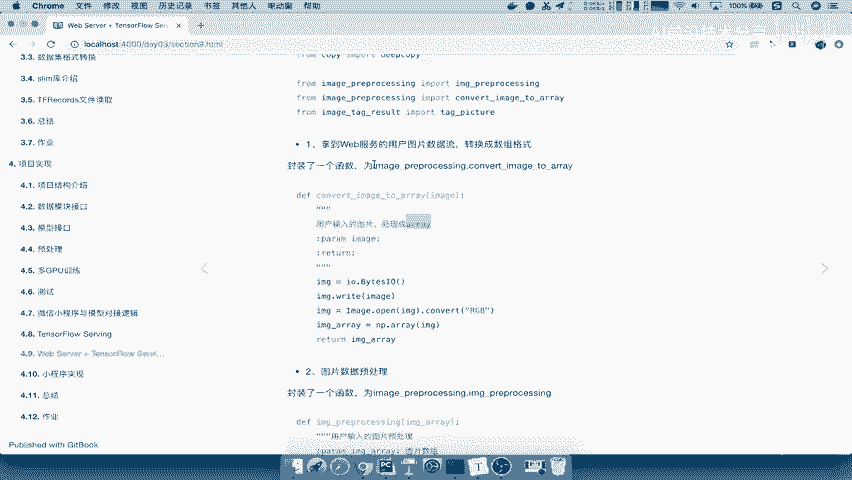 Chrome 文件 修改 视图 历史记录 书签 其他人 窗口 帮助
100%
Web Server + TensorFlow Servi
localhost:4000/day03/section9.html
3.3. 数据集格式转换
3.4. slim库介绍
3.5. TFRecords文件读取
3.6. 总结
3.7. 作业
4. 项目实现
4.1. 项目结构介绍
4.2. 数据模块接口
4.3. 模型接口
4.4. 预处理
4.5. 多GPU训练
4.6. 测试
4.7. 微信小程序与模型对接逻辑
4.8. TensorFlow Serving
4.9. Web Server + TensorFlow Servi...
4.10. 小程序实现
4.11. 总结
4.12. 作业
Published with GitBook
from copy import deepcopy
from image_preprocessing import img_preprocessing
from image_preprocessing import convert_image_to_array
from image_tag_result import tag_picture
• 1、拿到Web服务的用户图片数据流，转换成数组格式
封装了一个函数，为image_preprocessing.convert_image_to_array
def convert_image_to_array(image):
"""
用户输入的图片，处理成array
:param image:
:return:
"""
img = io.BytesIO()
img.write(image)
img = Image.open(img).convert("RGB")
img_array = np.array(img)
return img_array
• 2、图片数据预处理
封装了一个函数，为image_preprocessing.img_preprocessing
def img_preprocessing(img_array):
"""用户输入的图片预处理
:param img_array: 图片数组